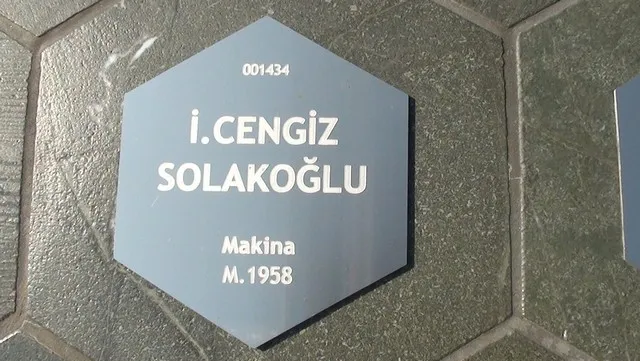 001434
İ.CENGİZ
SOLAKOĞLU
Makina
M.1958